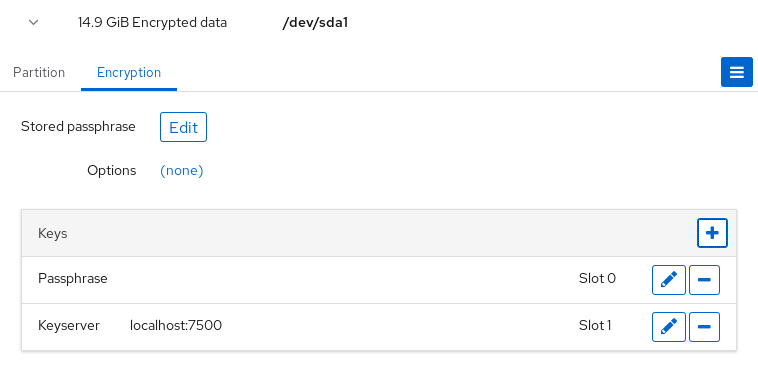 14.9 GiB Encrypted data /dev/sda1
Partition Encryption
Stored passphrase Edit
Options (none)
Keys
Passphrase Slot 0
Keyserver localhost:7500 Slot 1